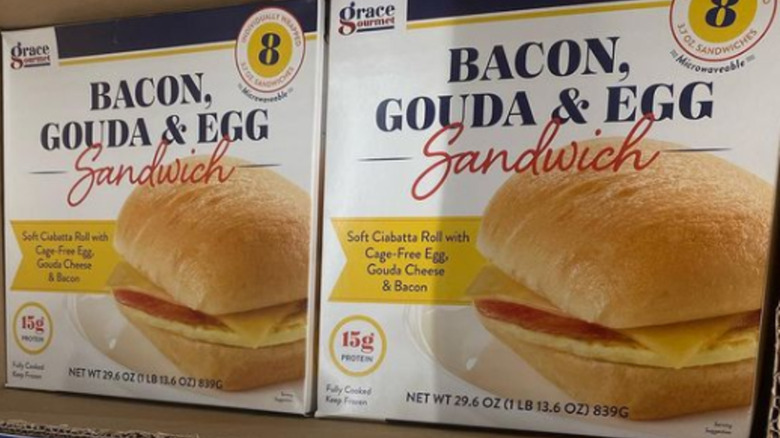 grace
gourmet
INDIVIDUALLY WRAPPED
8
3.7 OZ. SANDWICHES
Microwaveable
BACON,
GOUDA & EGG
Sandwich
Soft Ciabatta Roll with
Cage-Free Egg,
Gouda Cheese
& Bacon
15g
PROTEIN
Fully Cooked
Keep Frozen
NET WT 29.6 OZ (1 LB 13.6 OZ) 839G
Serving
Suggestion
grace
gourmet
8
3.7 OZ. SANDWICHES
Microwaveable
BACON,
GOUDA & EGG
Sandwich
Soft Ciabatta Roll with
Cage-Free Egg,
Gouda Cheese
& Bacon
15g
PROTEIN
Fully Cooked
Keep Frozen
NET WT 29.6 OZ (1 LB 13.6 OZ) 839G
Serving
Suggestion